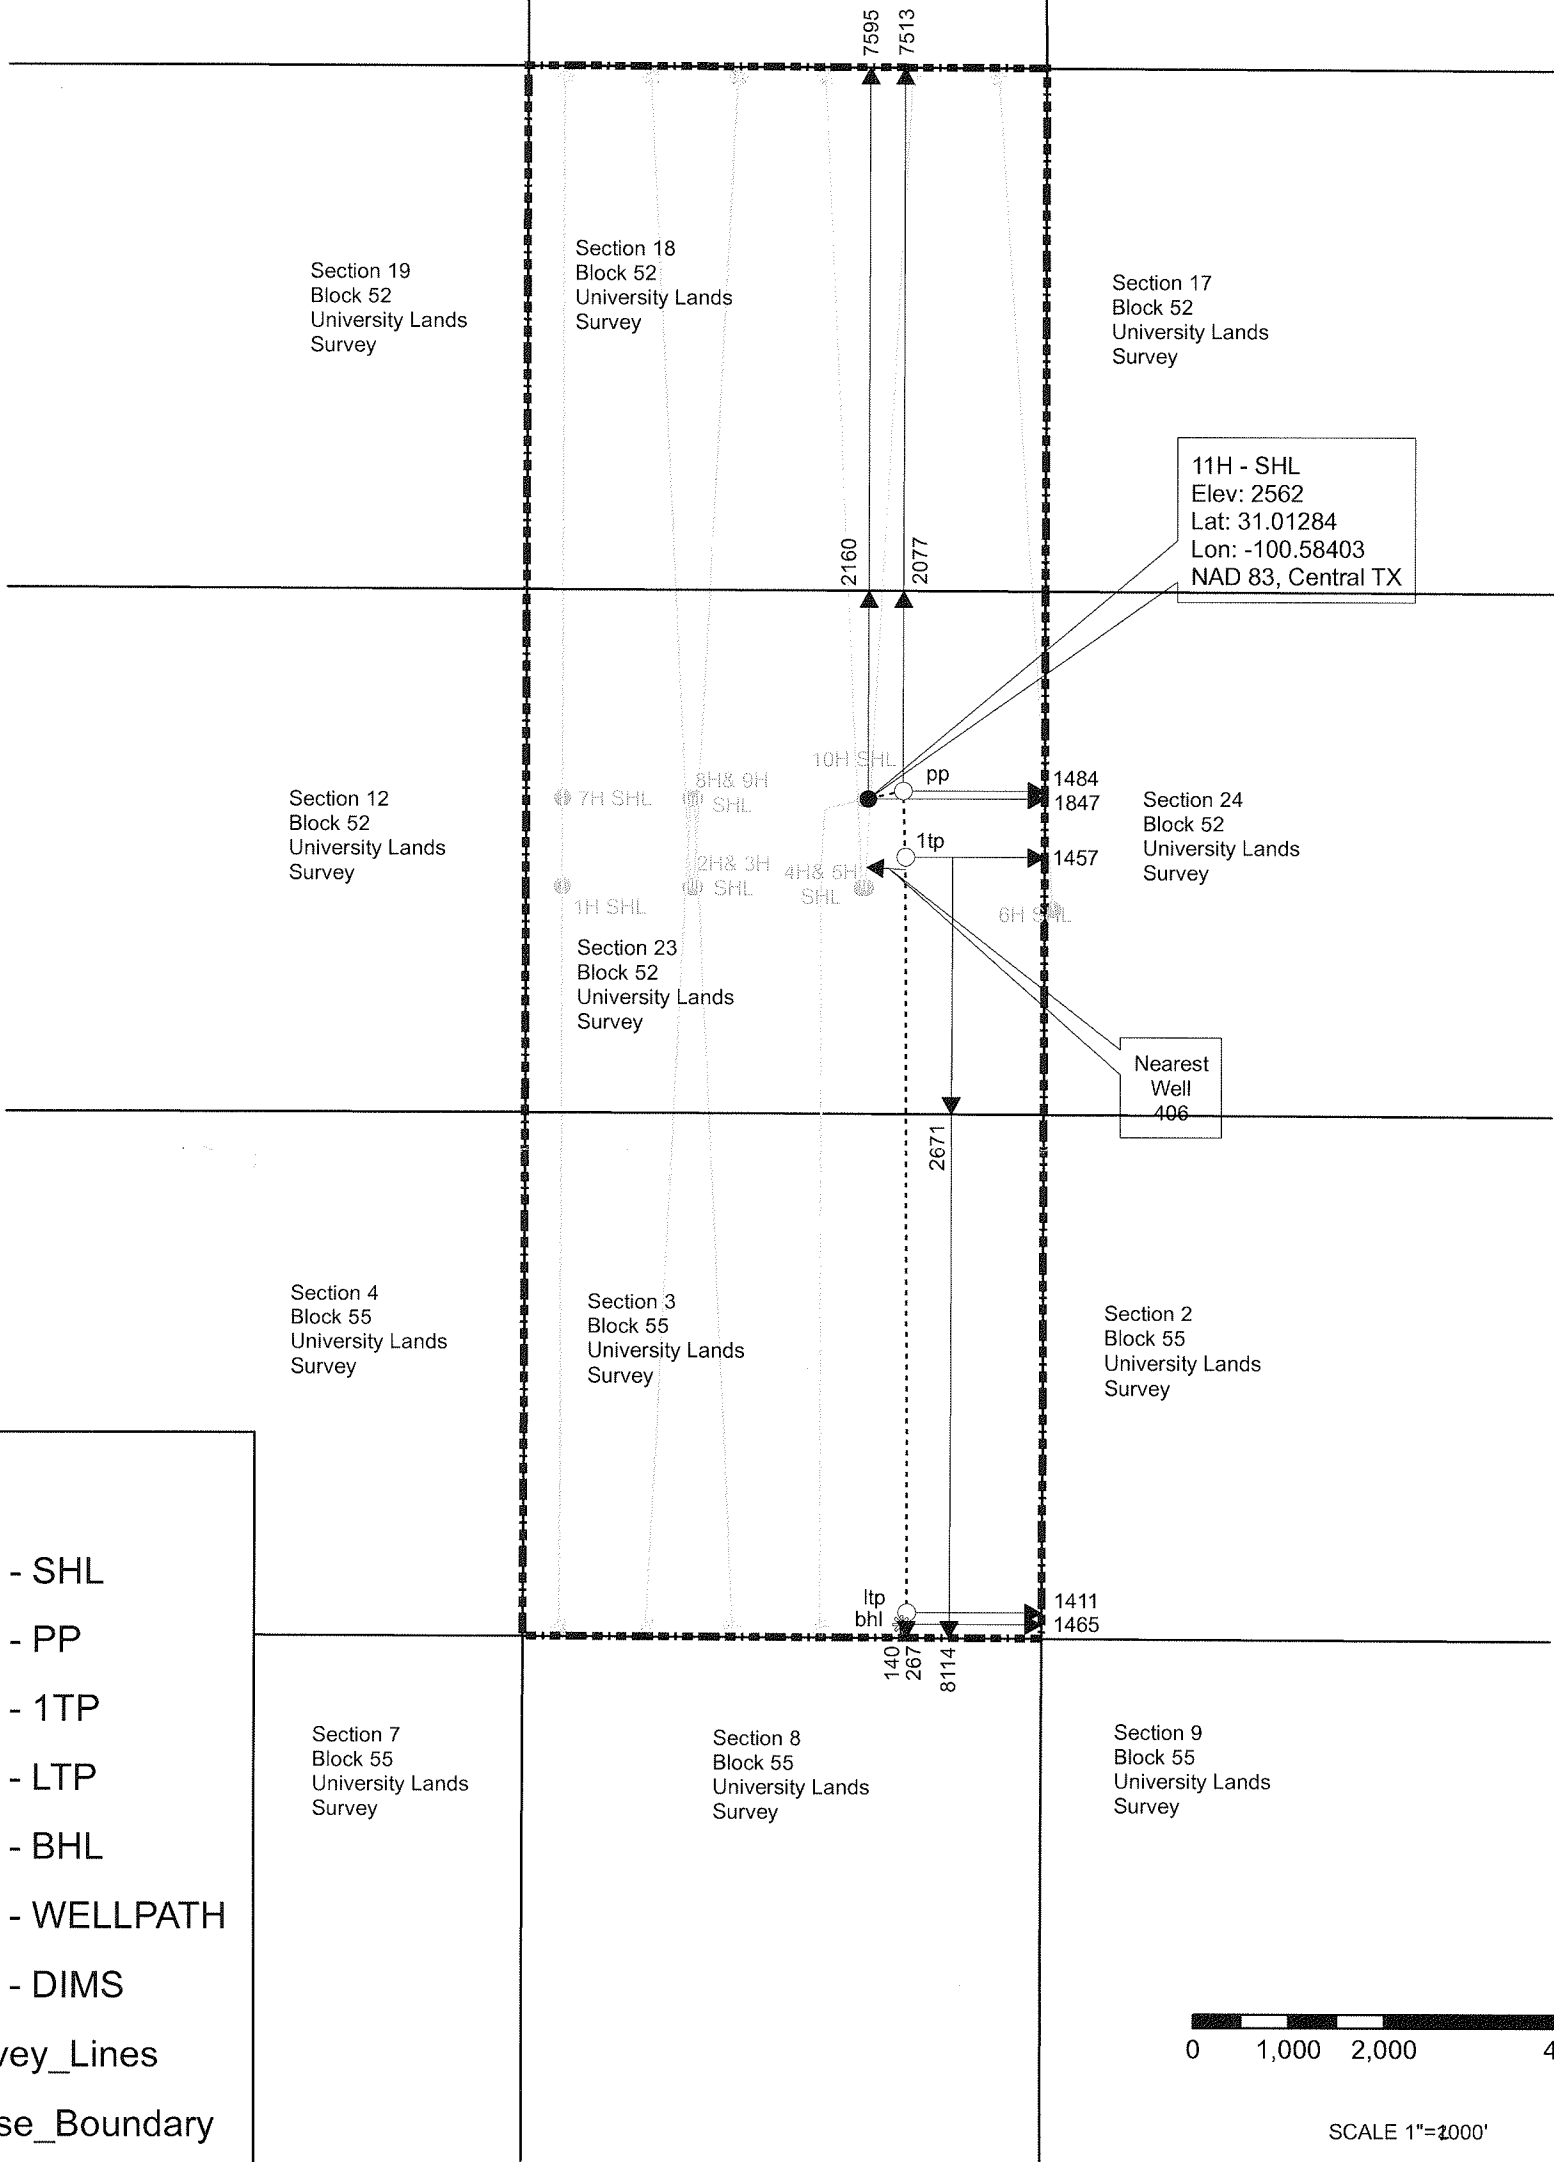 7595
7513
Section 19
Block 52
University Lands
Survey
Section 18
Block 52
University Lands
Survey
Section 17
Block 52
University Lands
Survey
11H - SHL
Elev: 2562
Lat: 31.01284
Lon: -100.58403
NAD 83, Central TX
2160
2077
10H SHL
pp
1484
1847
7H SHL
8H& 9H
SHL
Section 12
Block 52
University Lands
Survey
Section 24
Block 52
University Lands
Survey
1tp
1457
2H& 3H
SHL
4H& 5H
SHL
1H SHL
6H SHL
Section 23
Block 52
University Lands
Survey
Nearest
Well
406
2671
Section 4
Block 55
University Lands
Survey
Section 3
Block 55
University Lands
Survey
Section 2
Block 55
University Lands
Survey
ltp
bhl
1411
1465
140
267
8114
Section 7
Block 55
University Lands
Survey
Section 8
Block 55
University Lands
Survey
Section 9
Block 55
University Lands
Survey
- SHL
- PP
- 1TP
- LTP
- BHL
- WELLPATH
- DIMS
vey_Lines
se_Boundary
0 1,000 2,000 4
SCALE 1"=